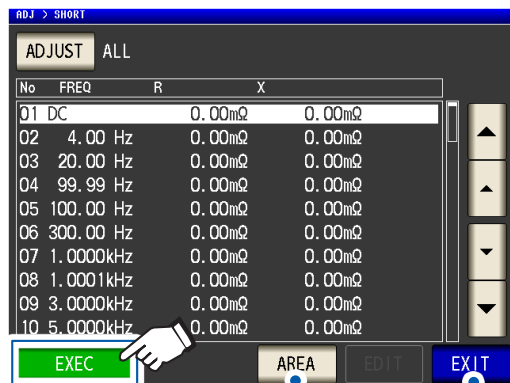 ADJ > SHORT
ADJUST ALL
No FREQ R X
01 DC 0.00mΩ 0.00mΩ
02 4.00 Hz 0.00mΩ 0.00mΩ
03 20.00 Hz 0.00mΩ 0.00mΩ
04 99.99 Hz 0.00mΩ 0.00mΩ
05 100.00 Hz 0.00mΩ 0.00mΩ
06 300.00 Hz 0.00mΩ 0.00mΩ
07 1.0000kHz 0.00mΩ 0.00mΩ
08 1.0001kHz 0.00mΩ 0.00mΩ
09 3.0000kHz 0.00mΩ 0.00mΩ
10 5.0000kHz 0.00mΩ 0.00mΩ
EXEC AREA EDIT EXIT